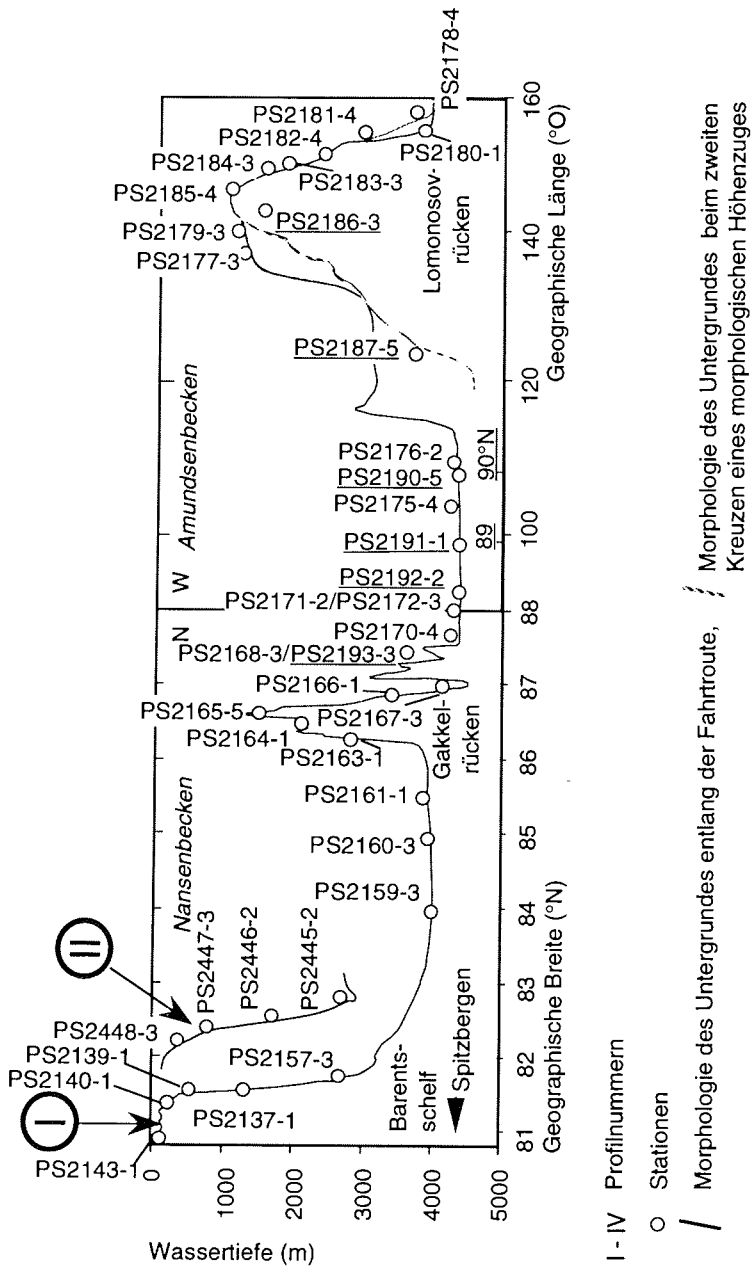 I
II
PS2143-1
PS2140-1
PS2139-1
PS2448-3
PS2447-3
PS2446-2
PS2445-2
PS2137-1
PS2157-3
Nansenbecken
PS2159-3
PS2160-3
PS2161-1
PS2163-1
PS2164-1
PS2165-5
PS2167-3
PS2166-1
PS2168-3/PS2193-3
PS2170-4
PS2171-2/PS2172-3
PS2192-2
PS2191-1
PS2175-4
PS2190-5
PS2176-2
N
W
Amundsenbecken
PS2187-5
PS2177-3
PS2179-3
PS2186-3
PS2185-4
PS2184-3
PS2183-3
PS2182-4
PS2181-4
PS2180-1
PS2178-4
Barents-
schelf
Spitzbergen
Gakkel-
rücken
Lomonosov-
rücken
Wassertiefe (m)
0
1000
2000
3000
4000
5000
81
82
83
84
85
86
87
88
89
90°N
100
120
140
160
Geographische Breite (°N)
Geographische Länge (°O)
I - IV Profilnummern
Stationen
Morphologie des Untergrundes entlang der Fahrtroute,
Morphologie des Untergrundes beim zweiten
Kreuzen eines morphologischen Höhenzuges